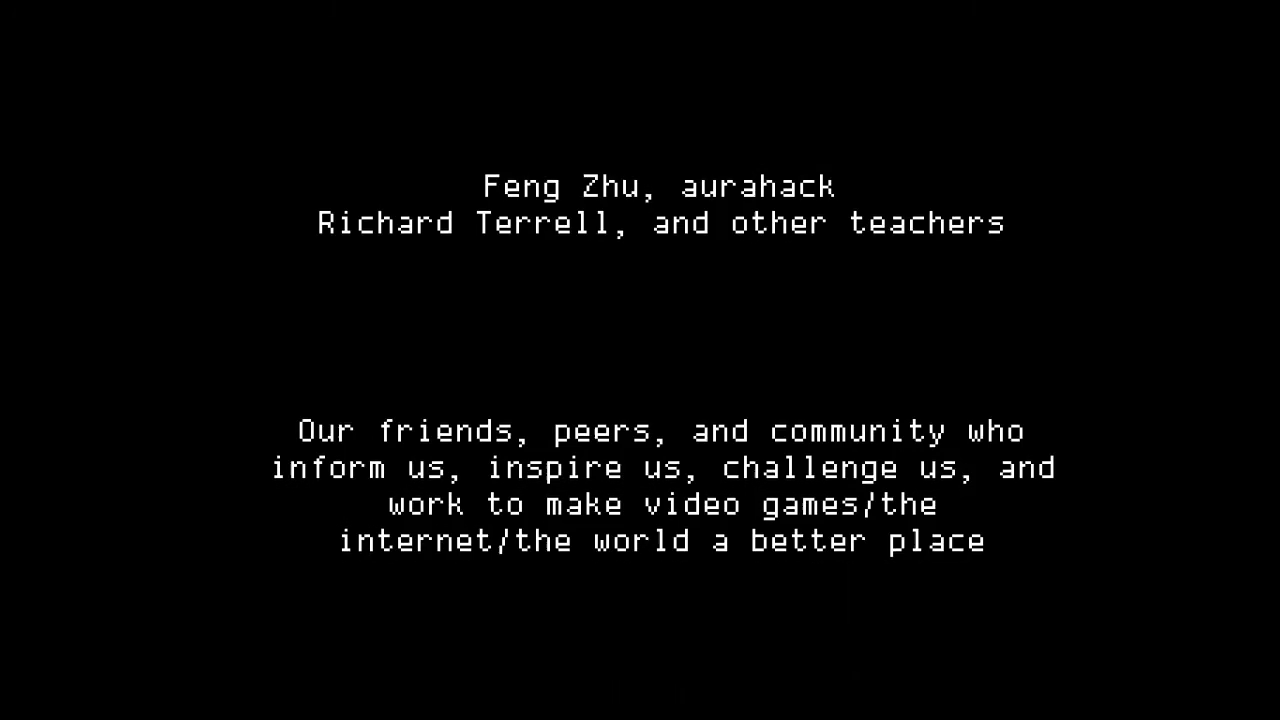 Feng Zhu, aurahack
Richard Terrell, and other teachers
Our friends, peers, and community who
inform us, inspire us, challenge us, and
work to make video games/the
internet/the world a better place